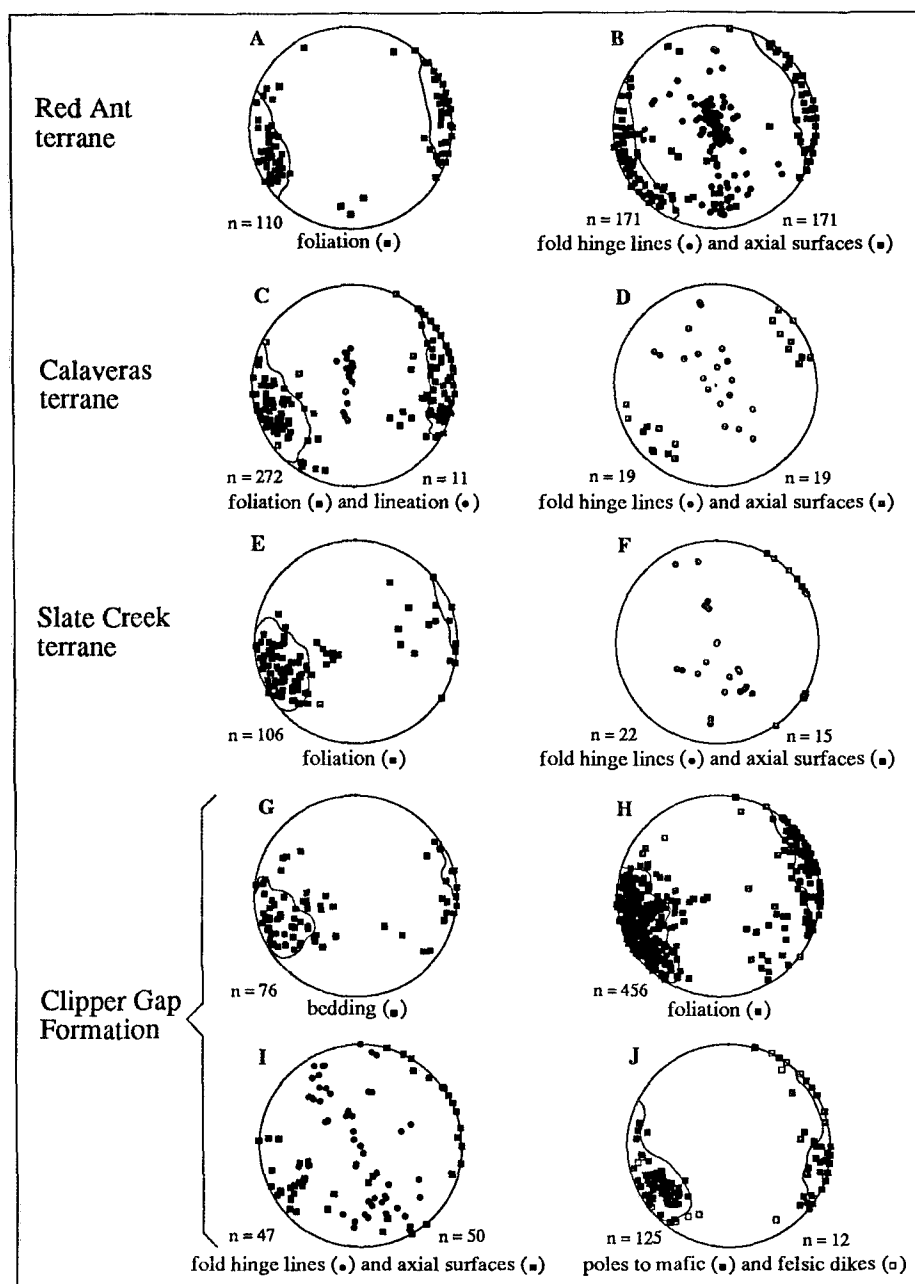 A
B
Red Ant
terrane
n = 110
foliation (■)
n = 171
n = 171
fold hinge lines (●) and axial surfaces (■)
C
D
Calaveras
terrane
n = 272
n = 11
foliation (■) and lineation (●)
n = 19
n = 19
fold hinge lines (●) and axial surfaces (■)
E
F
Slate Creek
terrane
n = 106
foliation (■)
n = 22
n = 15
fold hinge lines (●) and axial surfaces (■)
G
H
Clipper Gap
Formation
n = 76
bedding (■)
n = 456
foliation (■)
I
J
n = 47
n = 50
fold hinge lines (●) and axial surfaces (■)
n = 125
n = 12
poles to mafic (■) and felsic dikes (□)